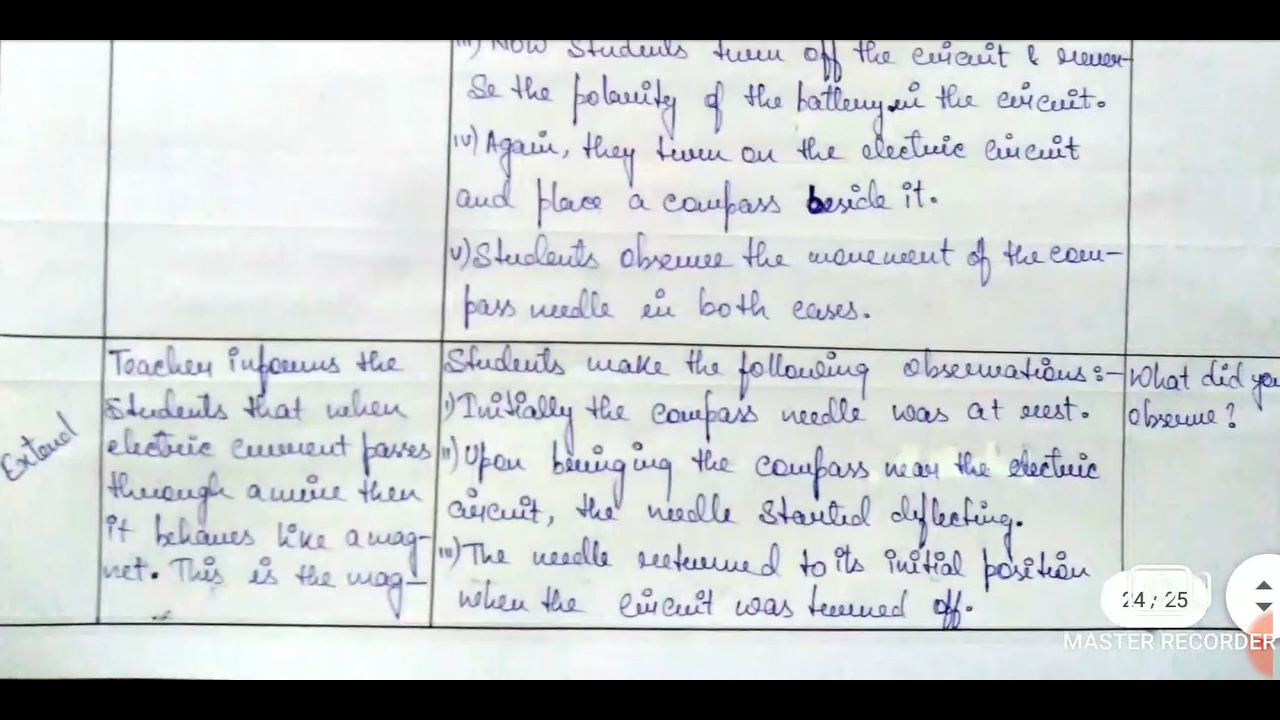 iii) Now Students turn off the circuit & rever-
se the polarity of the battery in the circuit.
iv) Again, they turn on the electric circuit
and place a compass beside it.
v) Students observe the movement of the com-
pass needle in both cases.
Extend
Teacher informs the
students that when
electric current passes
through a wire then
it behaves like a mag-
net. This is the mag-
Students make the following observations:-
i) Initially the compass needle was at rest.
ii) Upon bringing the compass near the electric
circuit, the needle started deflecting.
iii) The needle returned to its initial position
when the circuit was turned off.
What did you
observe?
24 / 25
MASTER RECORDER